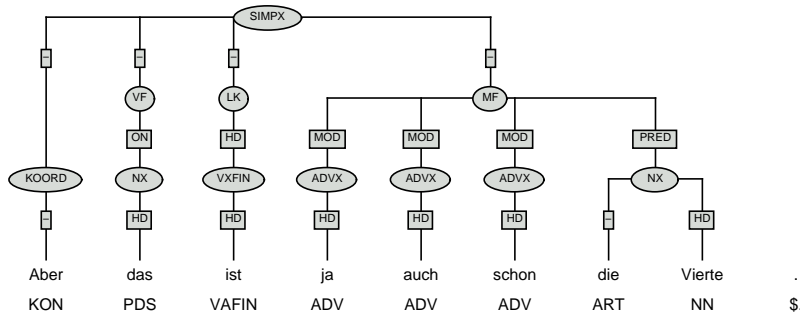 SIMPX
– – – –
VF LK MF
ON HD MOD MOD MOD PRED
KOORD NX VXFIN ADVX ADVX ADVX NX
– HD HD HD HD HD – HD
Aber das ist ja auch schon die Vierte .
KON PDS VAFIN ADV ADV ADV ART NN $.